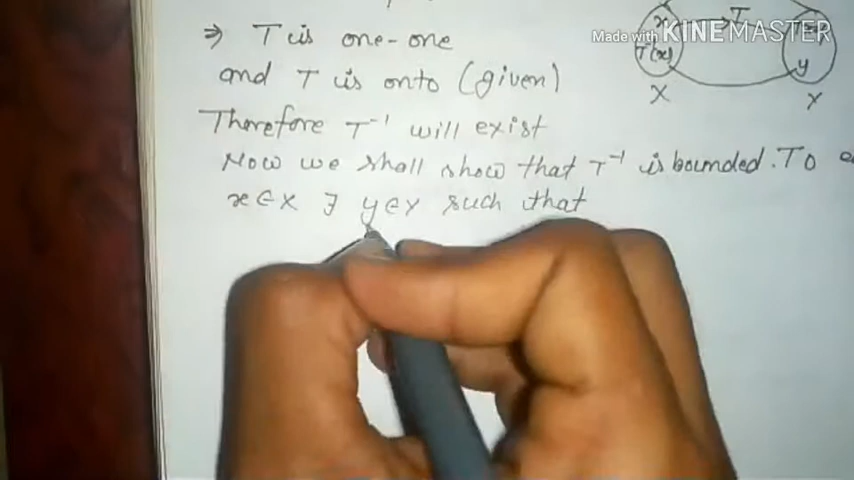 ⇒ T is one-one
and T is onto (given)
Therefore T⁻¹ will exist
Now we shall show that T⁻¹ is bounded. To
x∈X ∃ y∈Y such that
Made with KINEMASTER
x T
T⁻¹(x) y
X Y